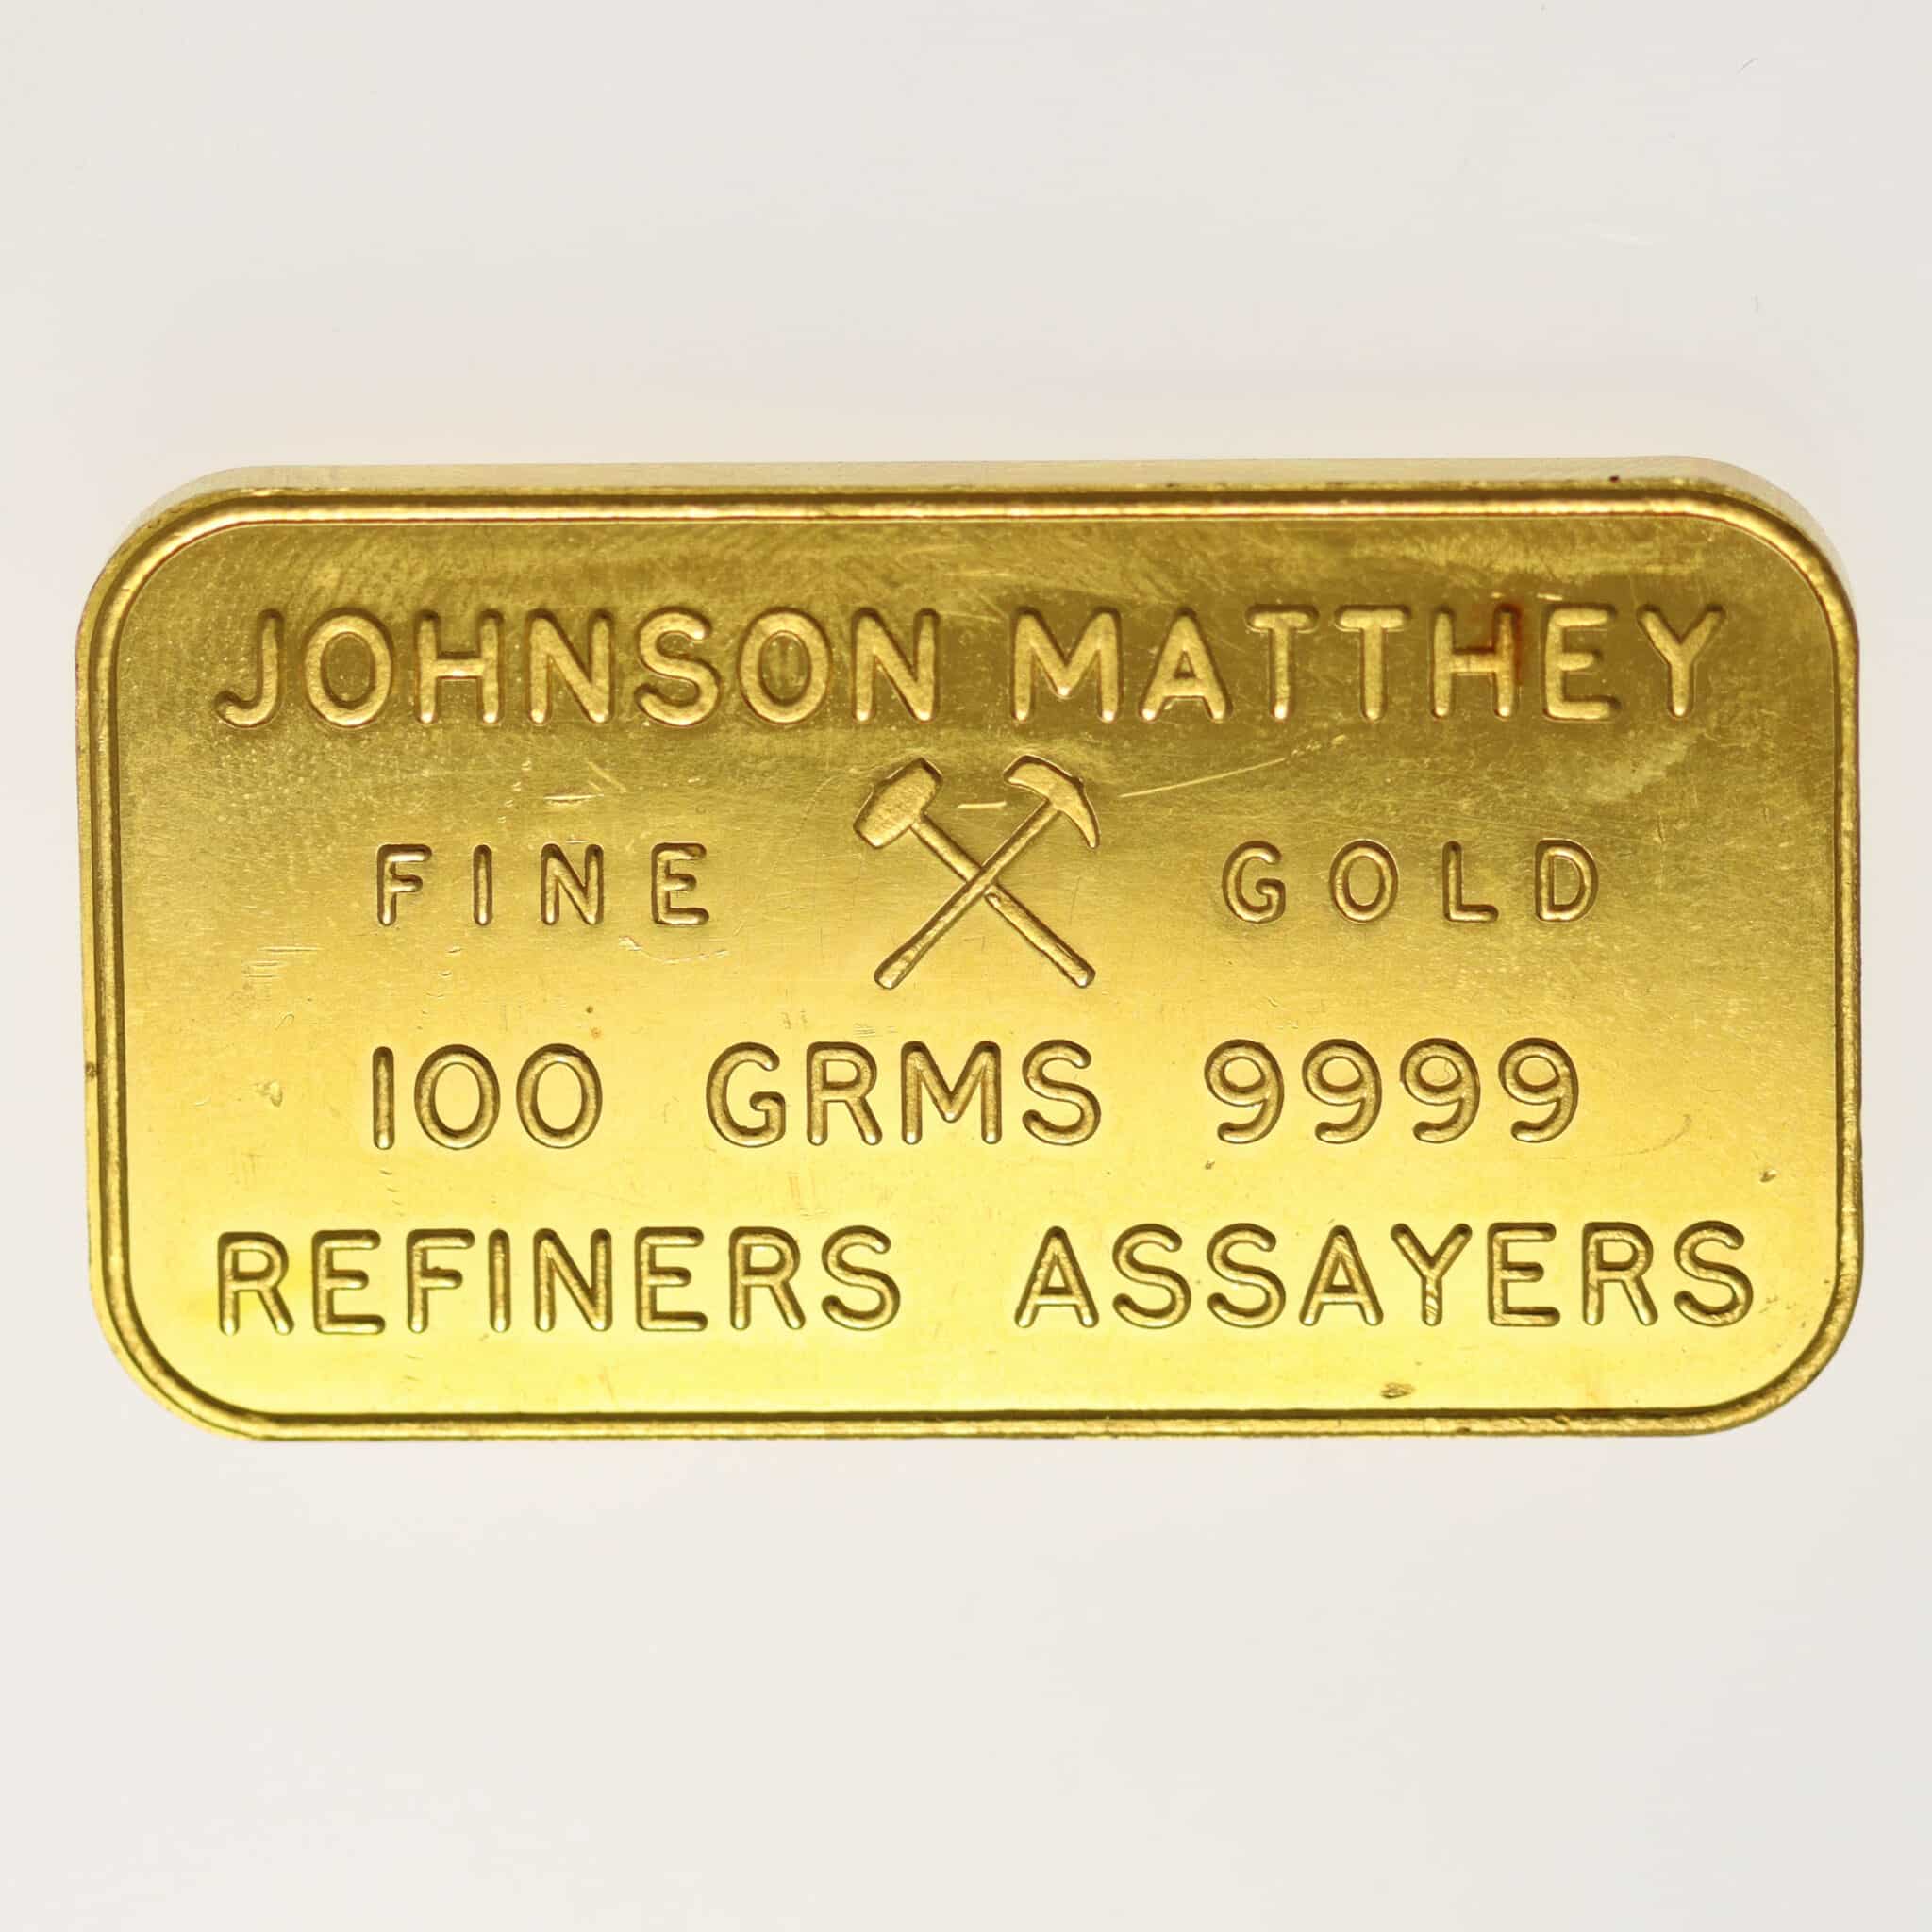 JOHNSON MATTHEY
FINE GOLD
100 GRMS 9999
REFINERS ASSAYERS